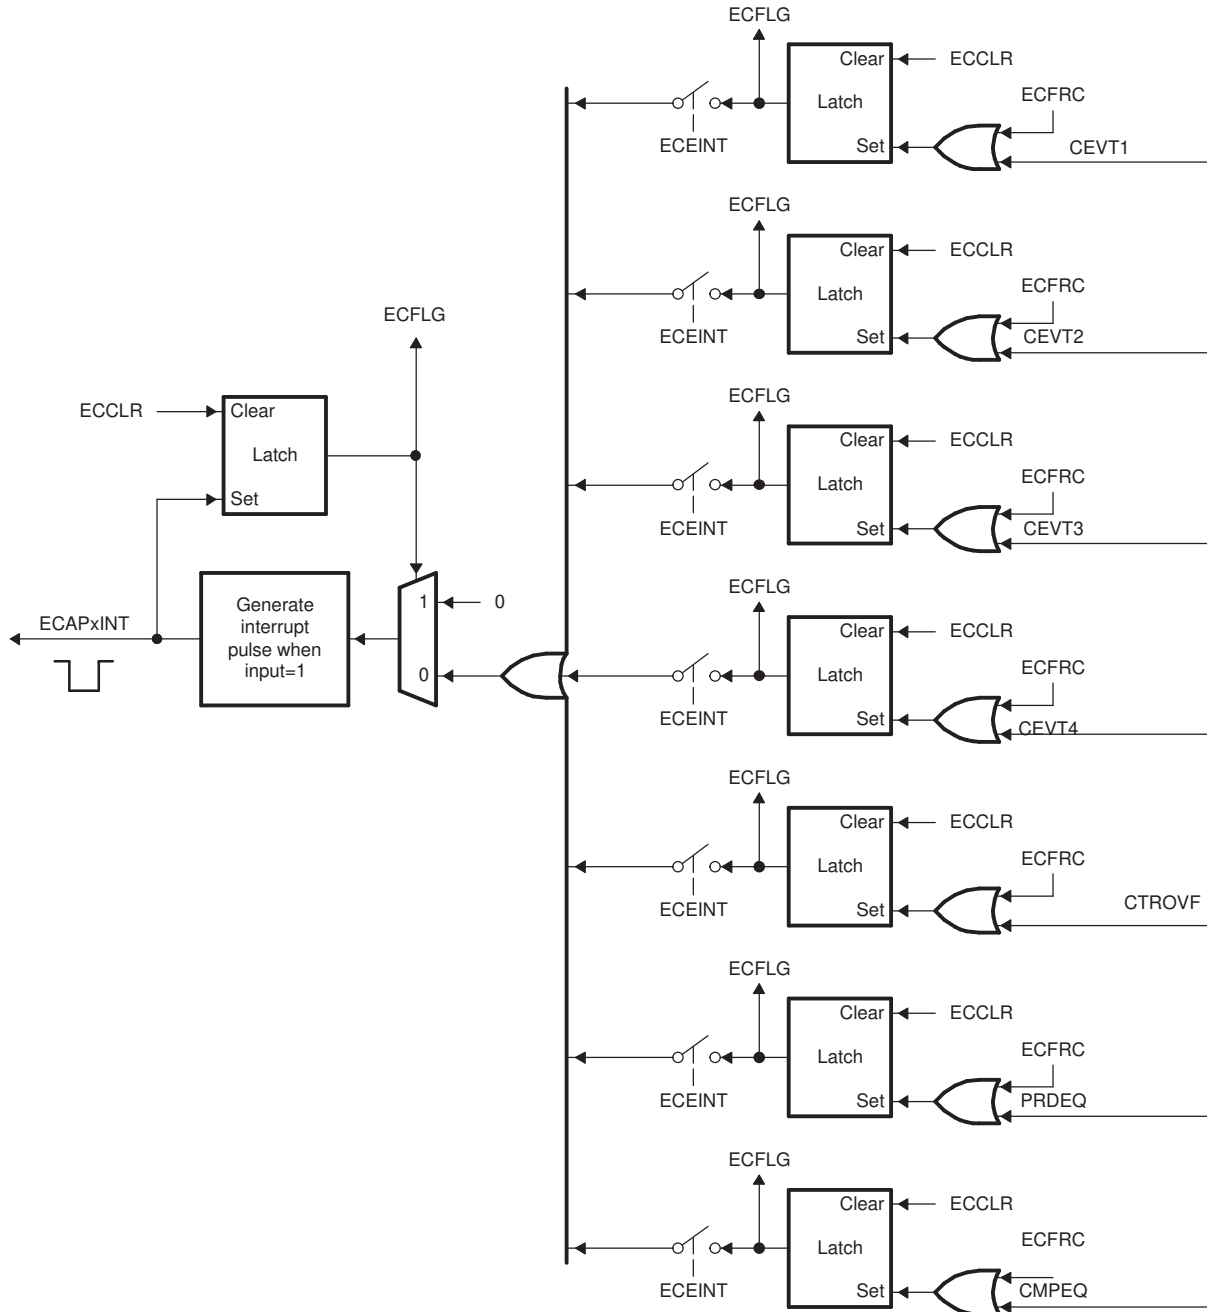 ECFLG
Clear
ECCLR
ECFRC
Latch
Set
CEVT1
ECEINT
ECFLG
Clear
ECCLR
ECFRC
Latch
Set
CEVT2
ECEINT
ECFLG
Clear
ECCLR
ECFRC
Latch
Set
CEVT3
ECEINT
ECFLG
Clear
ECCLR
ECFRC
Latch
Set
CEVT4
ECEINT
ECFLG
Clear
ECCLR
ECFRC
Latch
Set
CTROVF
ECEINT
ECFLG
Clear
ECCLR
ECFRC
Latch
Set
PRDEQ
ECEINT
ECFLG
Clear
ECCLR
ECFRC
Latch
Set
CMPEQ
ECEINT
ECFLG
ECCLR
Clear
Latch
Set
1
0
0
Generate
interrupt
pulse when
input=1
ECAPxINT